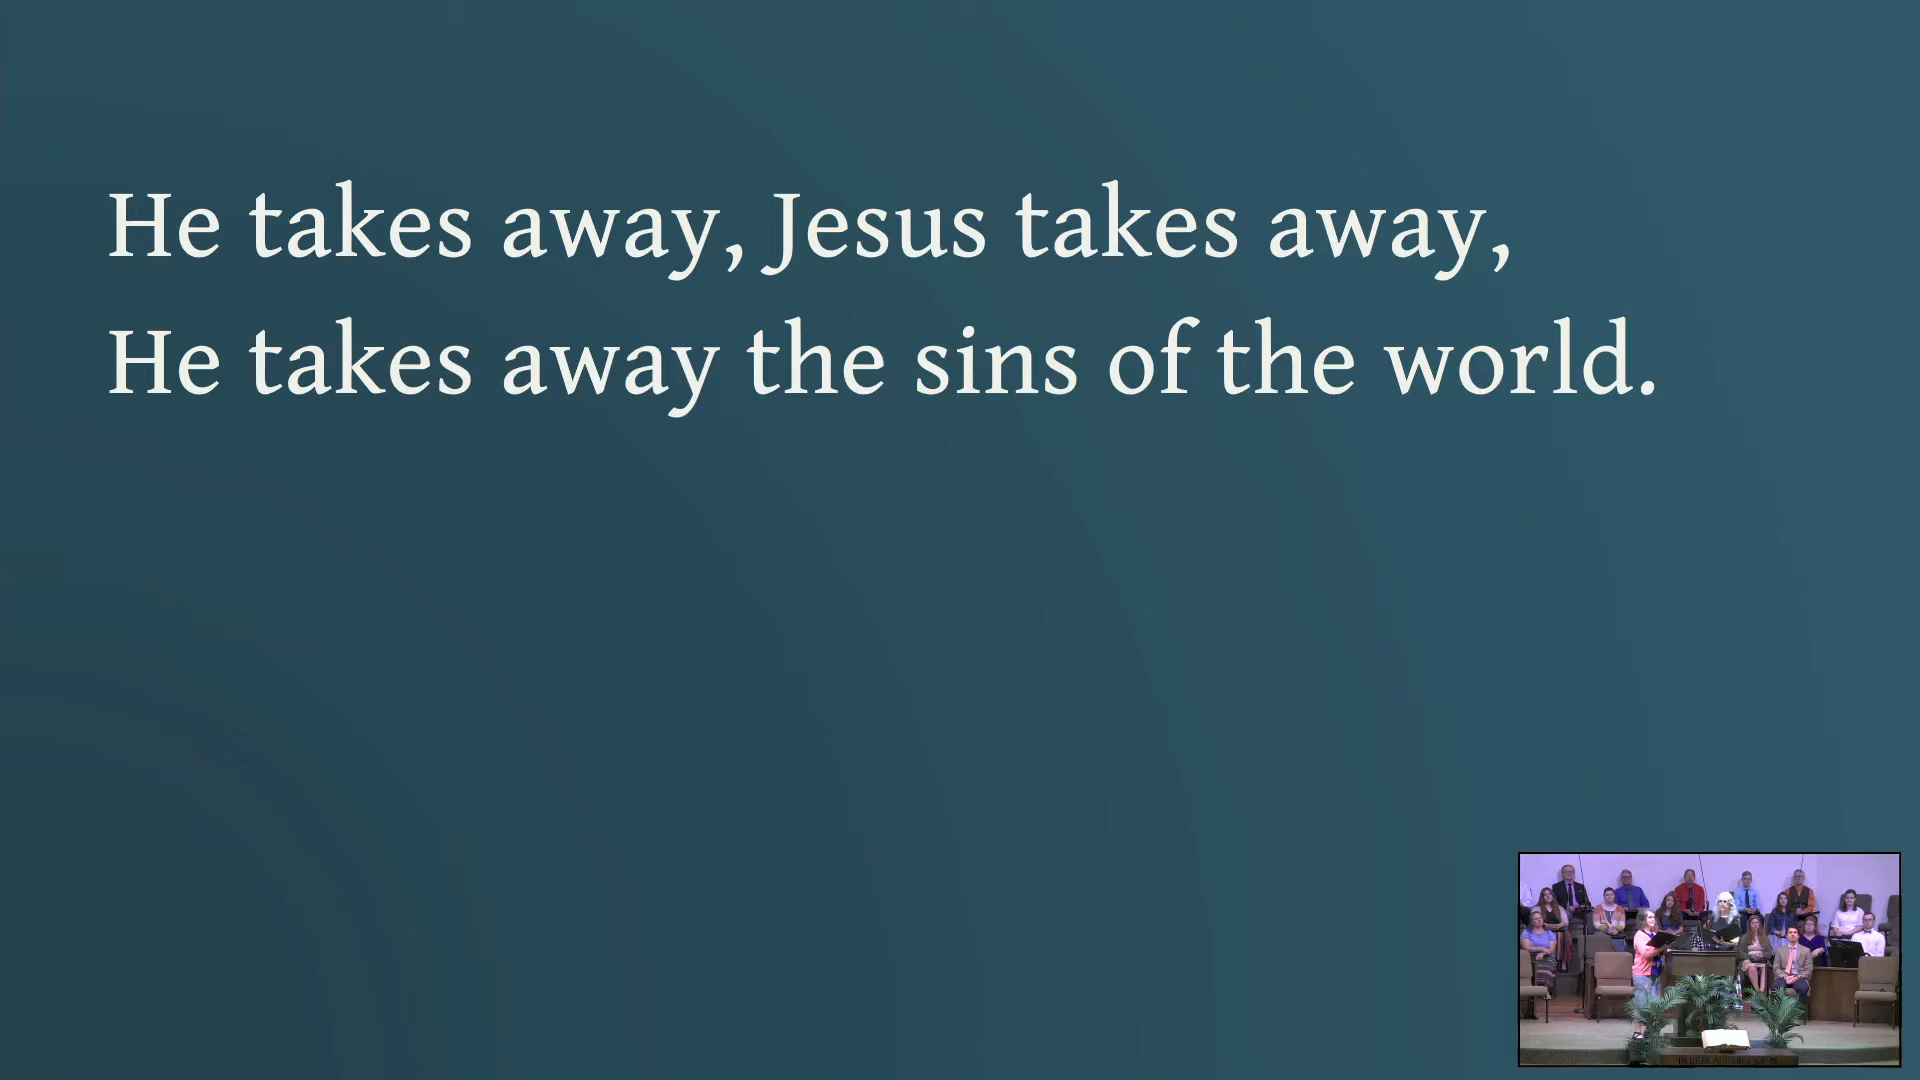 He takes away, Jesus takes away,
He takes away the sins of the world.